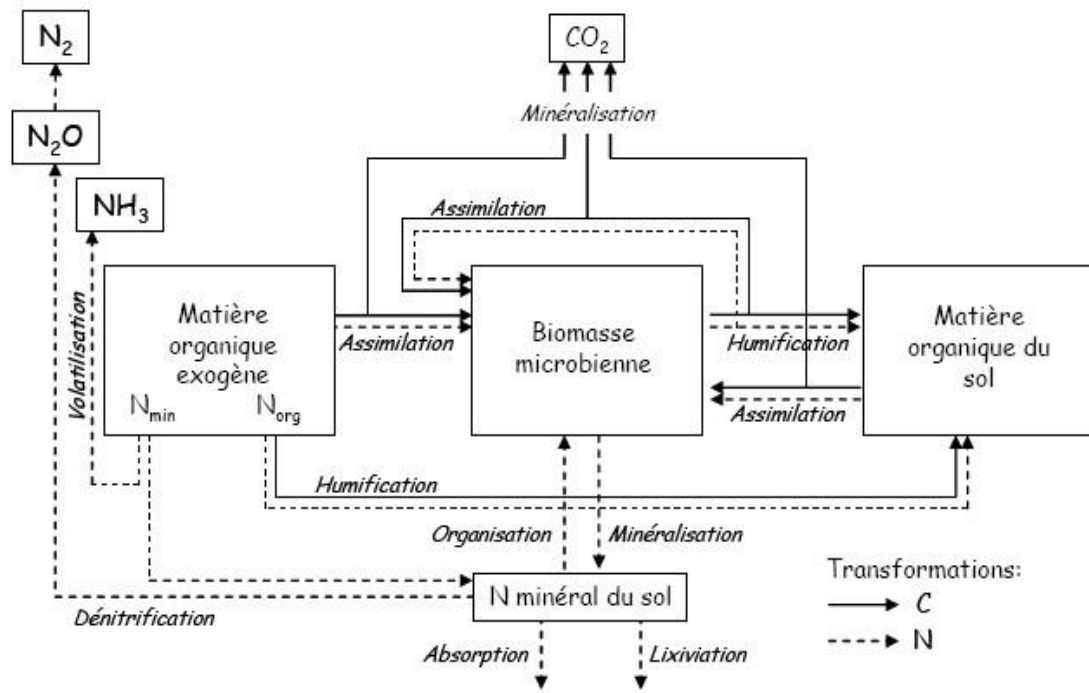 N₂
CO₂
Minéralisation
N₂O
NH₃
Assimilation
Volatilisation
Matière
organique
exogène
Nmin
Norg
Assimilation
Biomasse
microbienne
Humification
Matière
organique du
sol
Assimilation
Humification
Organisation
Minéralisation
N minéral du sol
Dénitrification
Absorption
Lixiviation
Transformations:
C
N